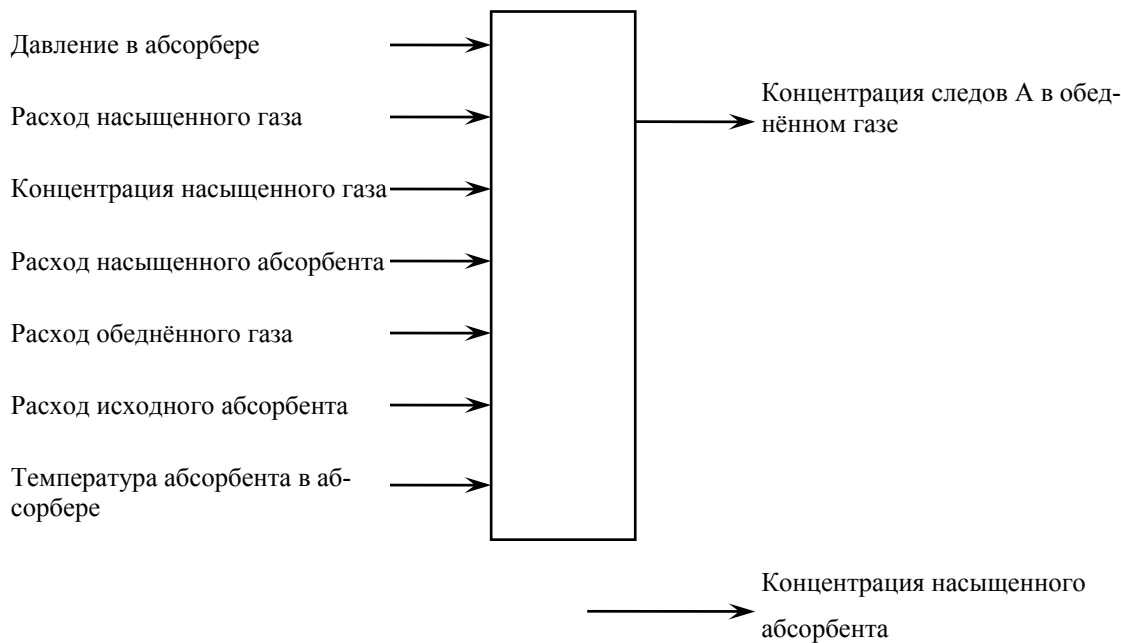 Давление в абсорбере
Расход насыщенного газа
Концентрация насыщенного газа
Расход насыщенного абсорбента
Расход обеднённого газа
Расход исходного абсорбента
Температура абсорбента в аб-
сорбере
Концентрация следов А в обед-
нённом газе
Концентрация насыщенного
абсорбента